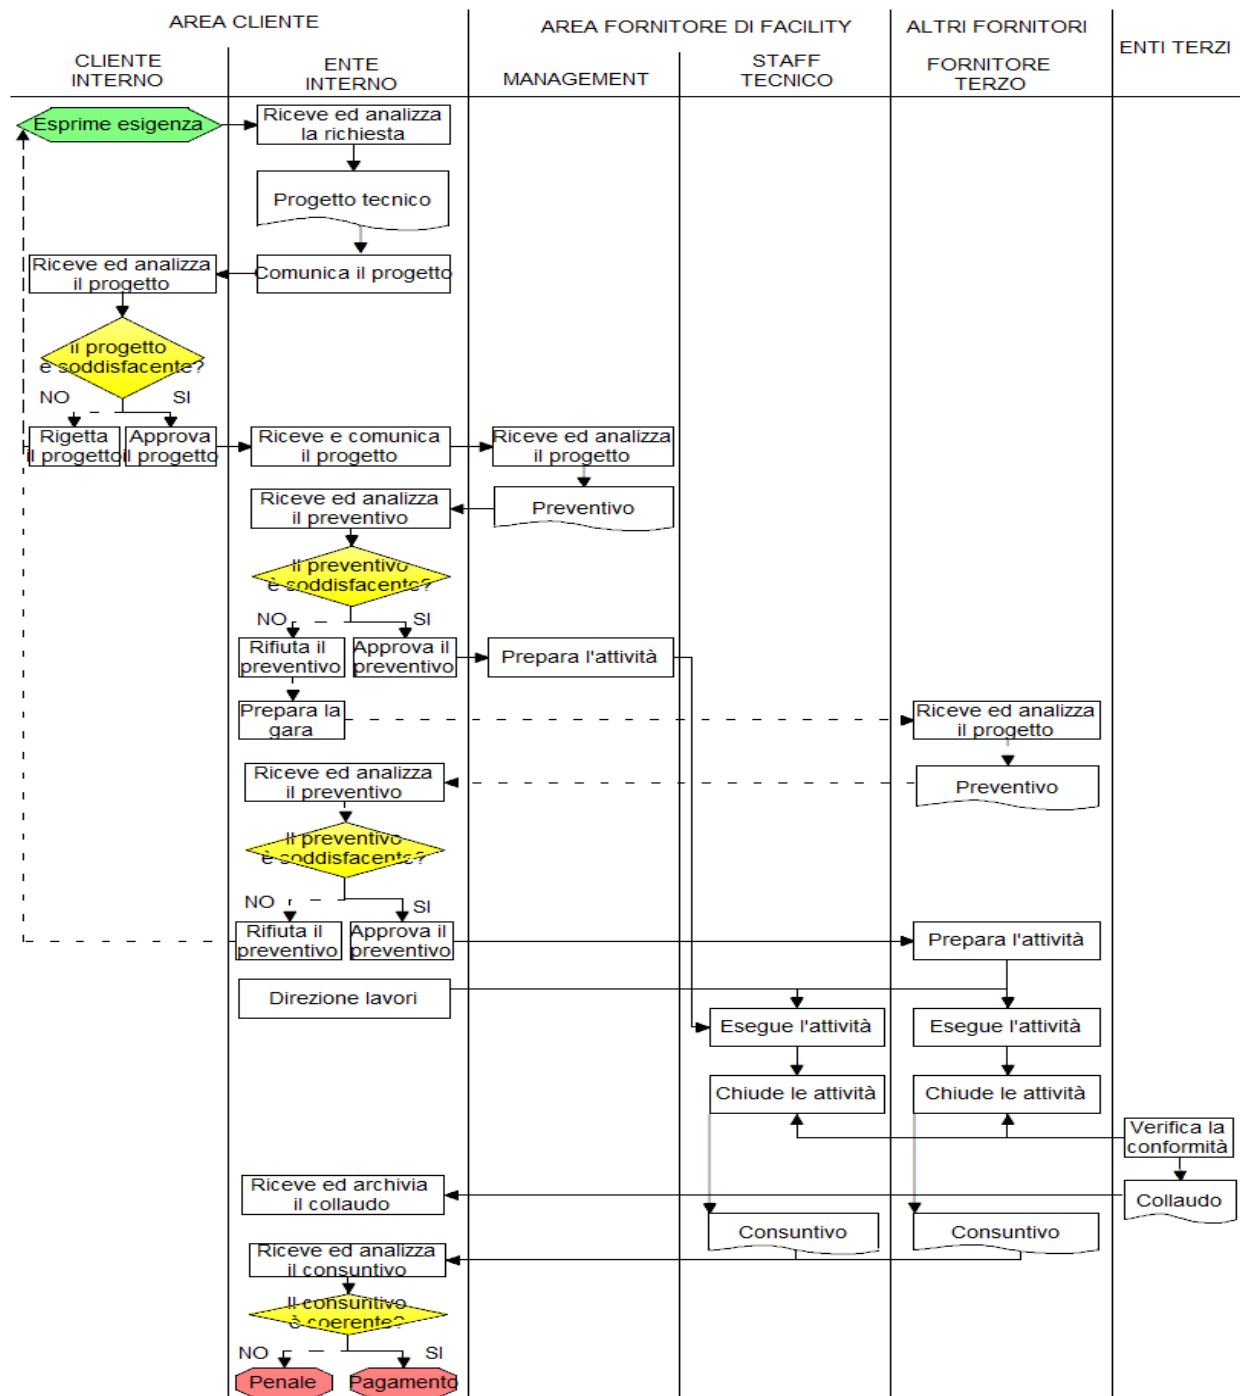 AREA CLIENTE
AREA FORNITORE DI FACILITY
ALTRI FORNITORI
ENTI TERZI
CLIENTE
INTERNO
ENTE
INTERNO
MANAGEMENT
STAFF
TECNICO
FORNITORE
TERZO
Esprime esigenza
Riceve ed analizza
la richiesta
Progetto tecnico
Riceve ed analizza
il progetto
Comunica il progetto
Il progetto
è soddisfacente?
NO
SI
Rigetta
il progetto
Approva
il progetto
Riceve e comunica
il progetto
Riceve ed analizza
il progetto
Riceve ed analizza
il preventivo
Preventivo
Il preventivo
è soddisfacente?
NO
SI
Rifiuta il
preventivo
Approva il
preventivo
Prepara l'attività
Prepara la
gara
Riceve ed analizza
il progetto
Riceve ed analizza
il preventivo
Preventivo
Il preventivo
è soddisfacente?
NO
SI
Rifiuta il
preventivo
Approva il
preventivo
Prepara l'attività
Direzione lavori
Esegue l'attività
Esegue l'attività
Chiude le attività
Chiude le attività
Verifica la
conformità
Riceve ed archivia
il collaudo
Collaudo
Consuntivo
Consuntivo
Riceve ed analizza
il consuntivo
Il consuntivo
è coerente?
NO
SI
Penale
Pagamento